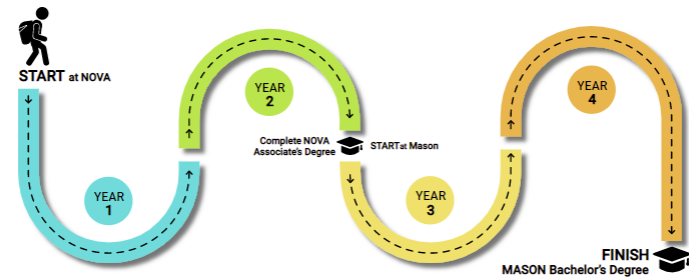 START at NOVA
YEAR
1
YEAR
2
Complete NOVA
Associate's Degree
START at Mason
YEAR
3
YEAR
4
FINISH
MASON Bachelor's Degree